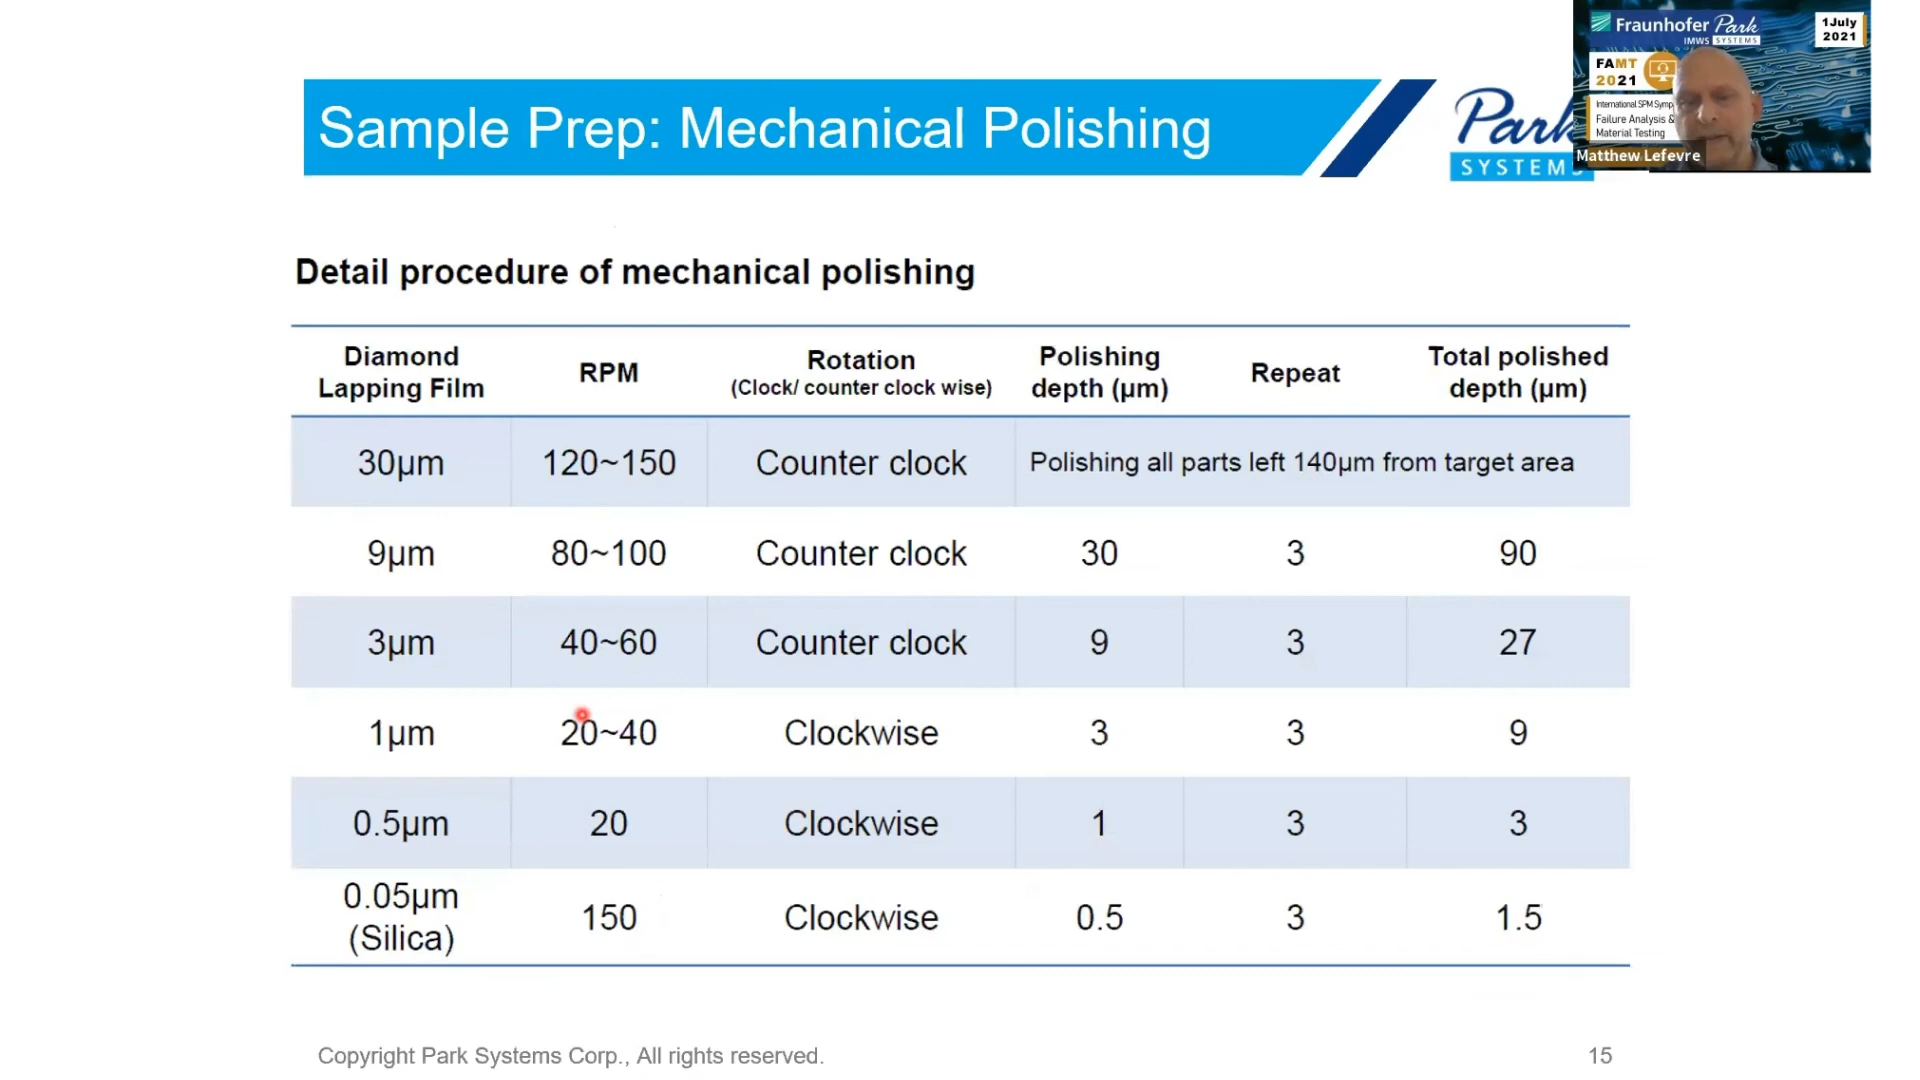 Sample Prep: Mechanical Polishing
Park
SYSTEMS
Fraunhofer Park
IMWS SYSTEMS
1July
2021
FAMT
2021
International SPM Symp
Failure Analysis &
Material Testing
Matthew Lefevre
Detail procedure of mechanical polishing
Diamond Lapping Film RPM Rotation (Clock/ counter clock wise) Polishing depth (µm) Repeat Total polished depth (µm)
30µm 120~150 Counter clock Polishing all parts left 140µm from target area
9µm 80~100 Counter clock 30 3 90
3µm 40~60 Counter clock 9 3 27
1µm 20~40 Clockwise 3 3 9
0.5µm 20 Clockwise 1 3 3
0.05µm (Silica) 150 Clockwise 0.5 3 1.5
Copyright Park Systems Corp., All rights reserved.
15